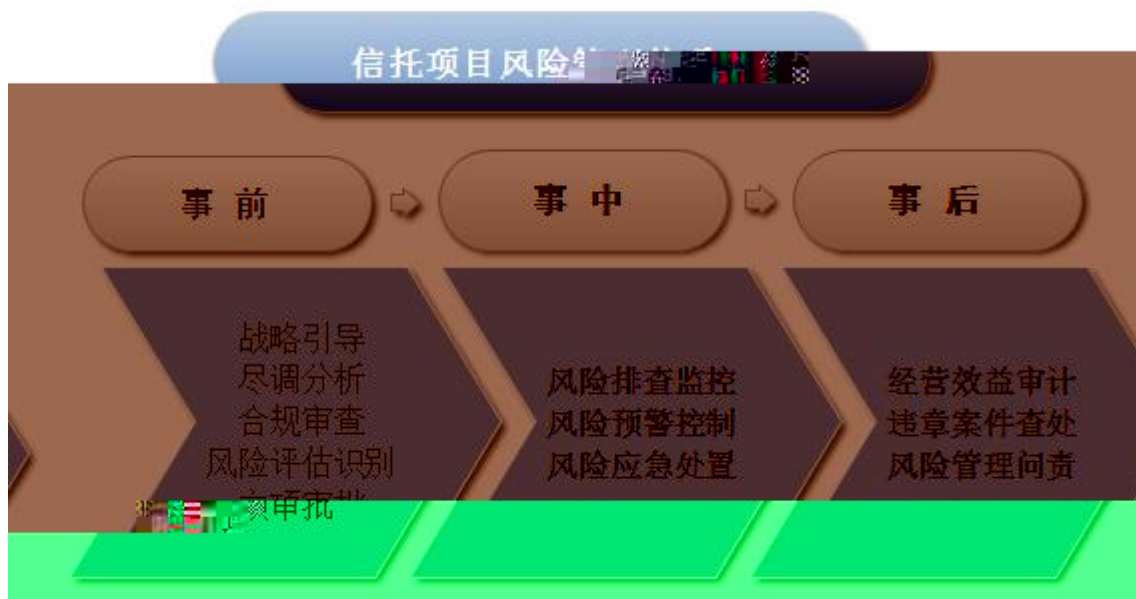 信托项目风险
事 前
事 中
事 后
战略引导
尽调分析
合规审查
风险评估识别
审批
风险排查监控
风险预警控制
风险应急处置
经营效益审计
违章案件查处
风险管理问责